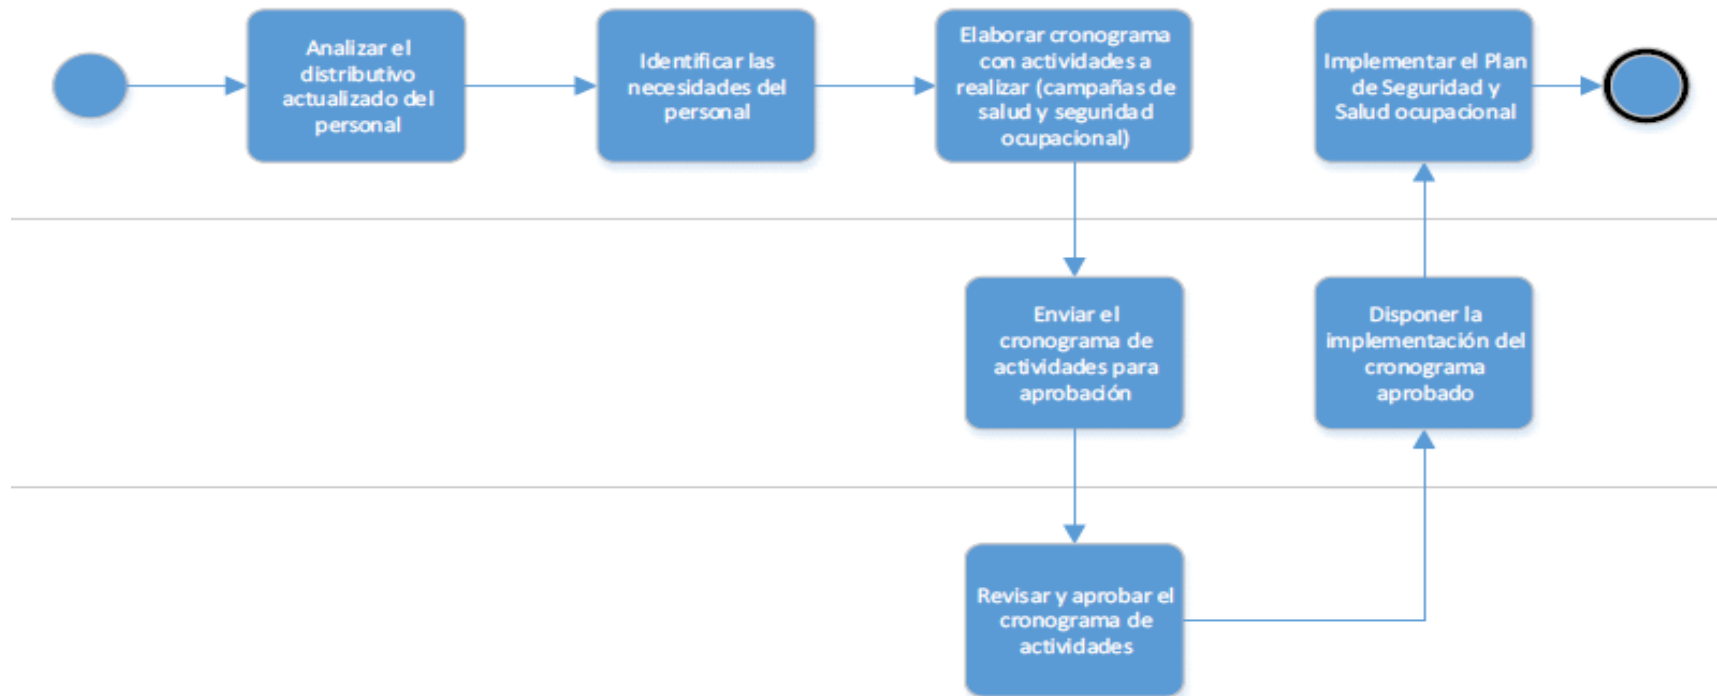 Analizar el
distributivo
actualizado del
personal
Identificar las
necesidades del
personal
Elaborar cronograma
con actividades a
realizar (campañas de
salud y seguridad
ocupacional)
Enviar el
cronograma de
actividades para
aprobación
Revisar y aprobar el
cronograma de
actividades
Disponer la
implementación del
cronograma
aprobado
Implementar el Plan
de Seguridad y
Salud ocupacional